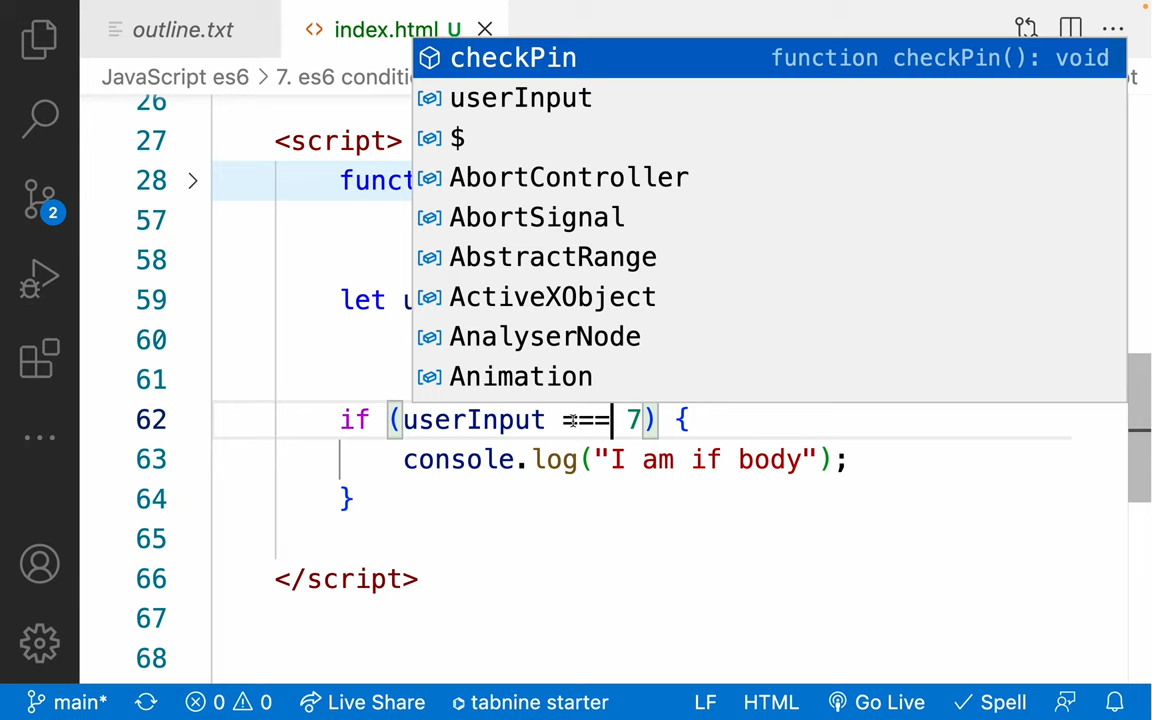 outline.txt
<> index.html U
JavaScript es6 > 7. es6 conditi
checkPin function checkPin(): void
userInput
$
AbortController
AbortSignal
AbstractRange
ActiveXObject
AnalyserNode
Animation
26
27 <script>
28 funct
57
58
59 let u
60
61
62 if (userInput === 7) {
63 console.log("I am if body");
64 }
65
66 </script>
67
68
2
main* 0 0 Live Share tabnine starter LF HTML Go Live Spell